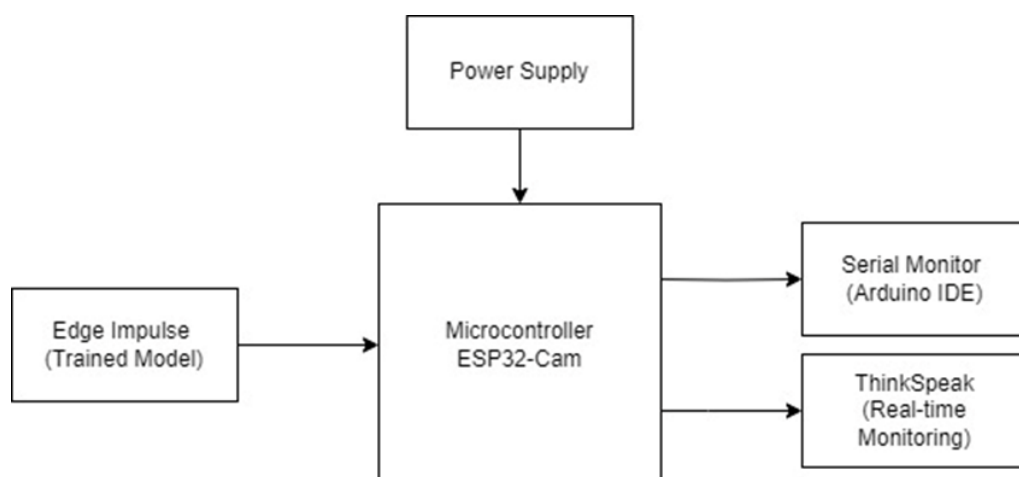 Power Supply
Edge Impulse
(Trained Model)
Microcontroller
ESP32-Cam
Serial Monitor
(Arduino IDE)
ThinkSpeak
(Real-time
Monitoring)